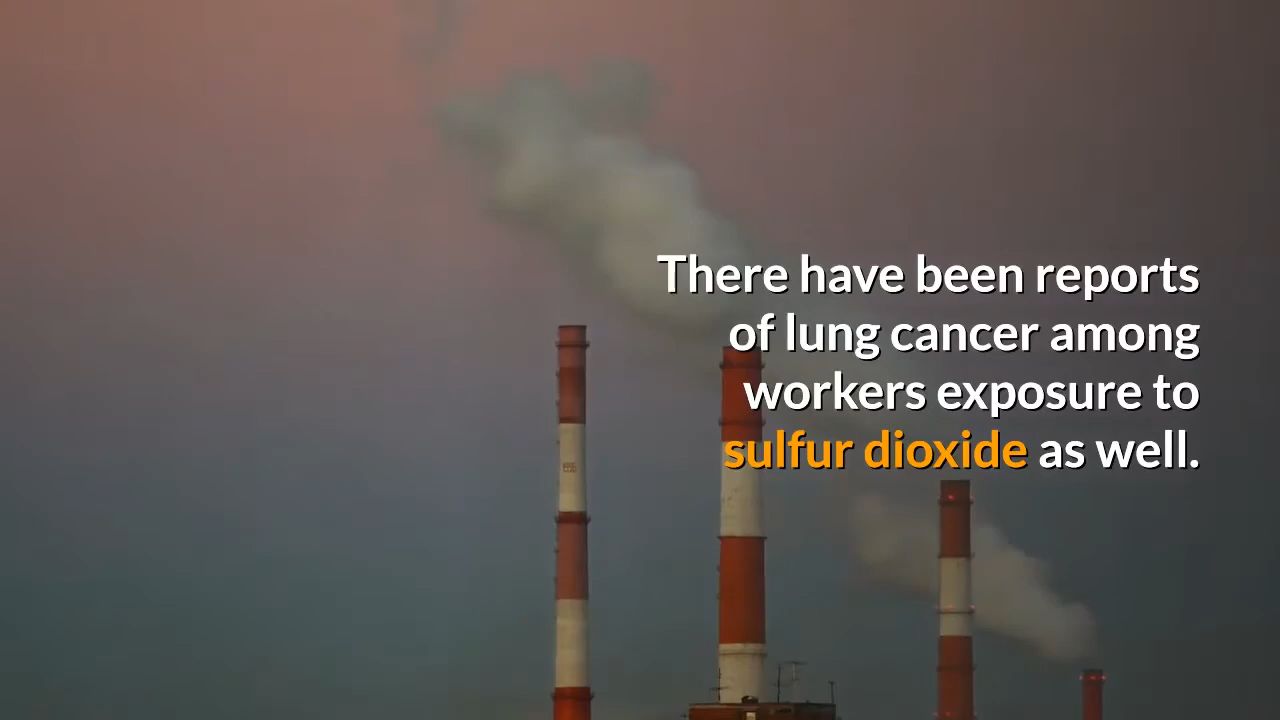 There have been reports
of lung cancer among
workers exposure to
sulfur dioxide as well.